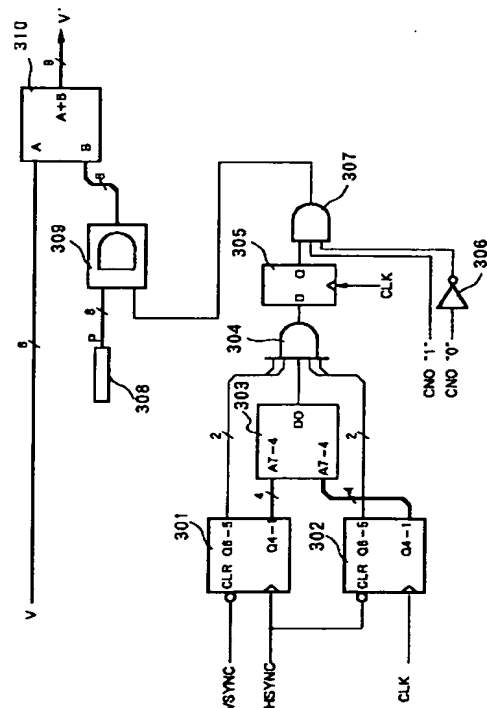 310
V
8
A
A+B
8
V'
B
8
309
P
8
308
307
305
D
Q
CLK
304
306
CNO "1"
CNO "0"
303
2
DO
A7-4
A7-4
2
4
4
301
CLR Q6-5
Q4-1
302
CLR Q6-5
Q4-1
VSYNC
HSYNC
CLK